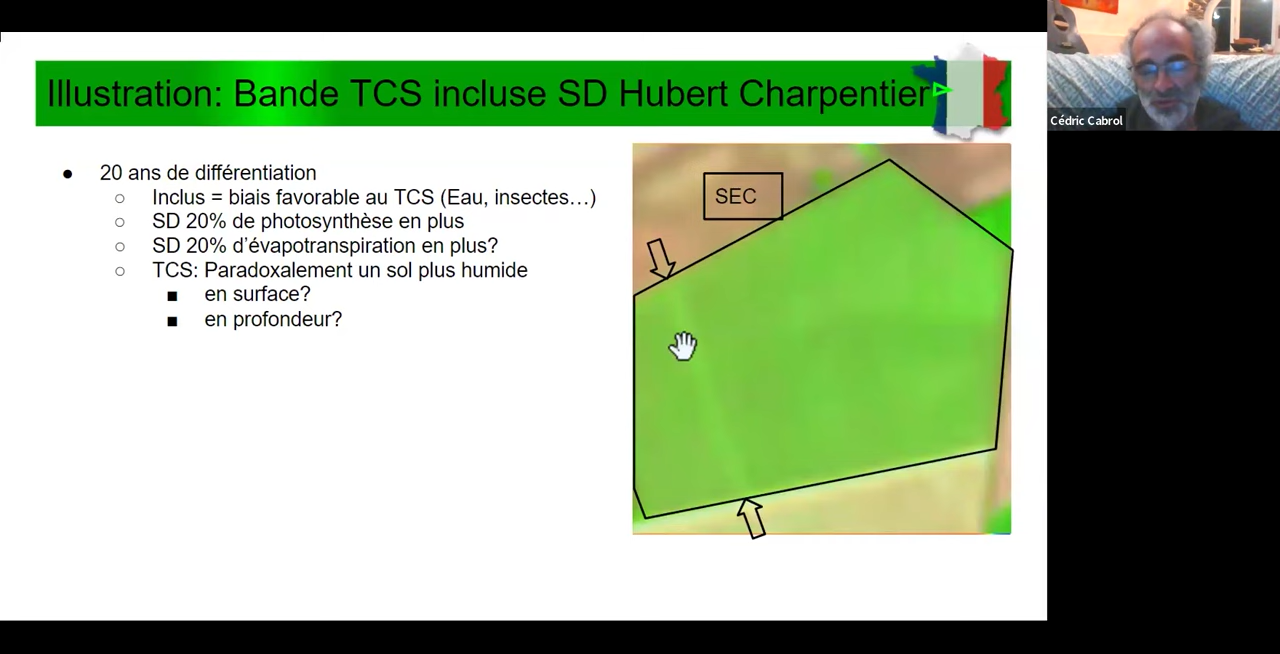 Illustration: Bande TCS incluse SD Hubert Charpentier
Cédric Cabrol
● 20 ans de différentiation
○ Inclus = biais favorable au TCS (Eau, insectes…)
○ SD 20% de photosynthèse en plus
○ SD 20% d’évapotranspiration en plus?
○ TCS: Paradoxalement un sol plus humide
■ en surface?
■ en profondeur?
SEC